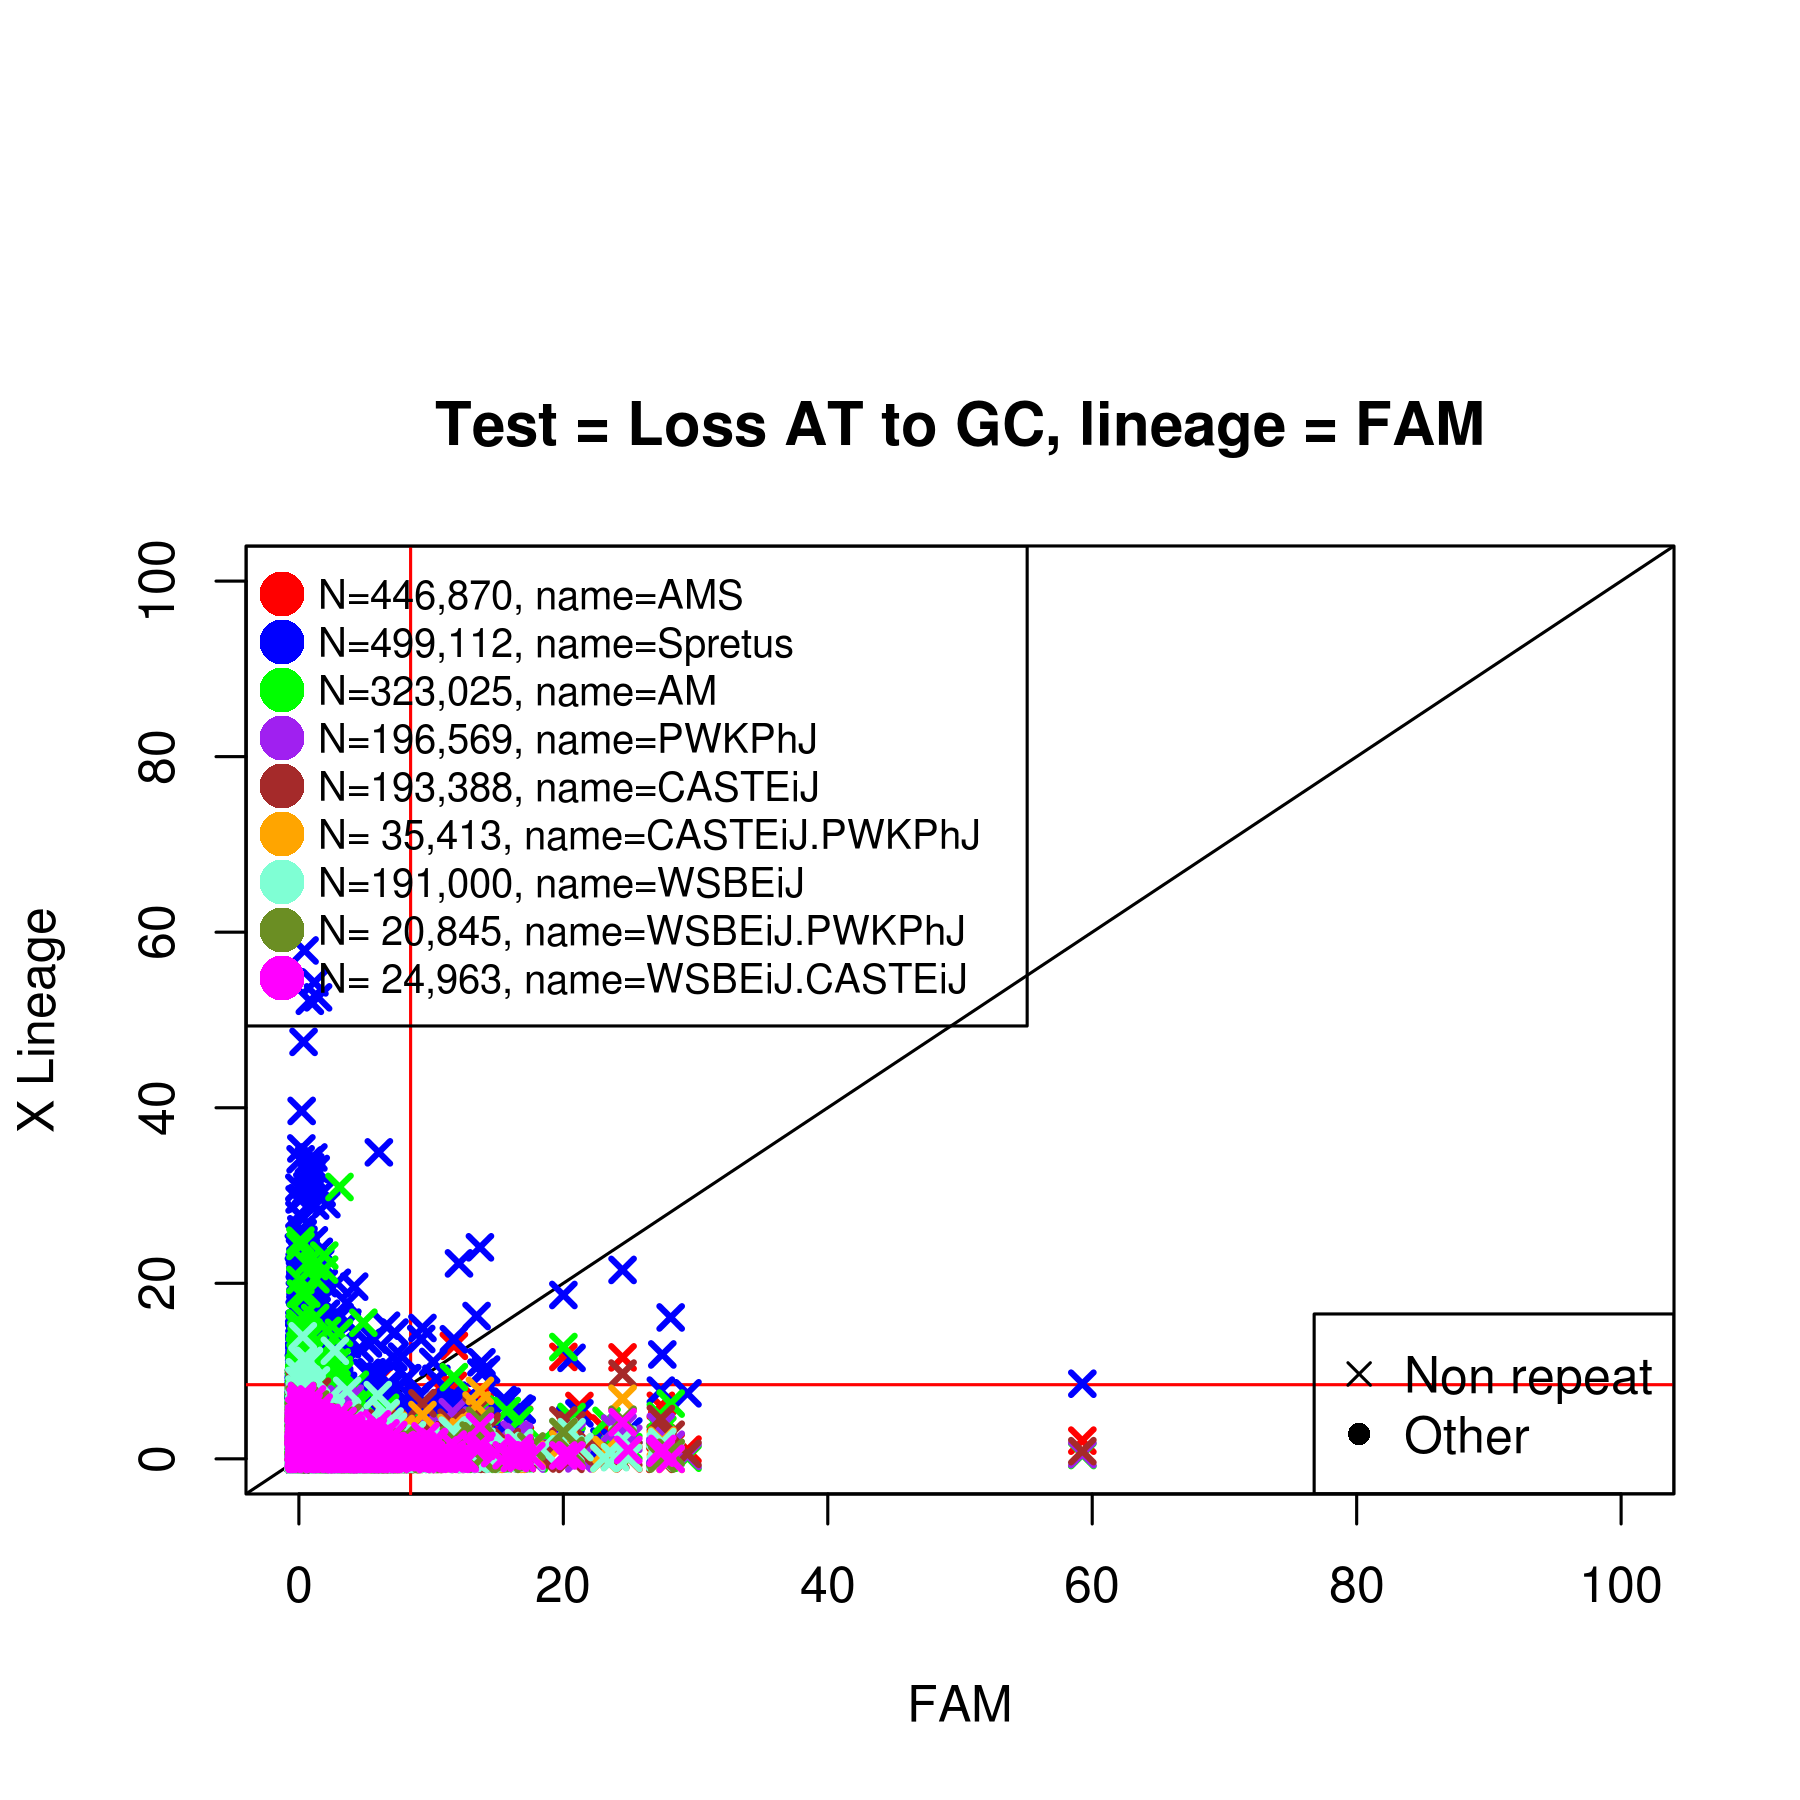 Test = Loss AT to GC, lineage = FAM
100
80
60
40
20
0
X Lineage
N=446,870, name=AMS
N=499,112, name=Spretus
N=323,025, name=AM
N=196,569, name=PWKPhJ
N=193,388, name=CASTEiJ
N= 35,413, name=CASTEiJ.PWKPhJ
N=191,000, name=WSBEiJ
N= 20,845, name=WSBEiJ.PWKPhJ
N= 24,963, name=WSBEiJ.CASTEiJ
Non repeat
Other
0 20 40 60 80 100
FAM